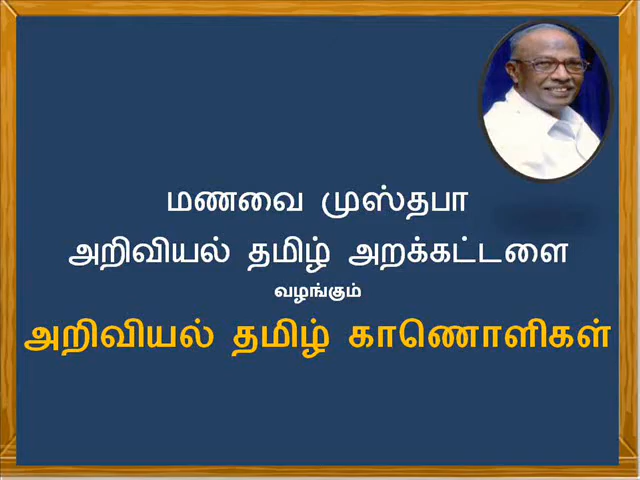 மணவை முஸ்தபா
அறிவியல் தமிழ் அறக்கட்டளை
வழங்கும்
அறிவியல் தமிழ் காணொளிகள்